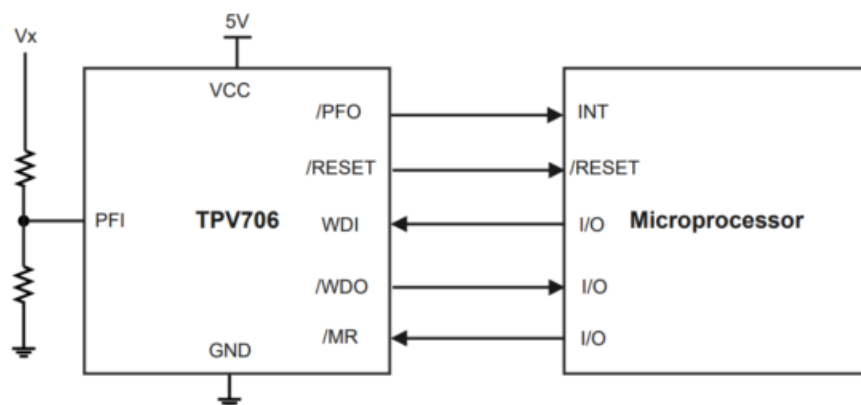 5V
Vx
VCC
/PFO
INT
/RESET
/RESET
PFI
TPV706
WDI
I/O
Microprocessor
/WDO
I/O
/MR
I/O
GND